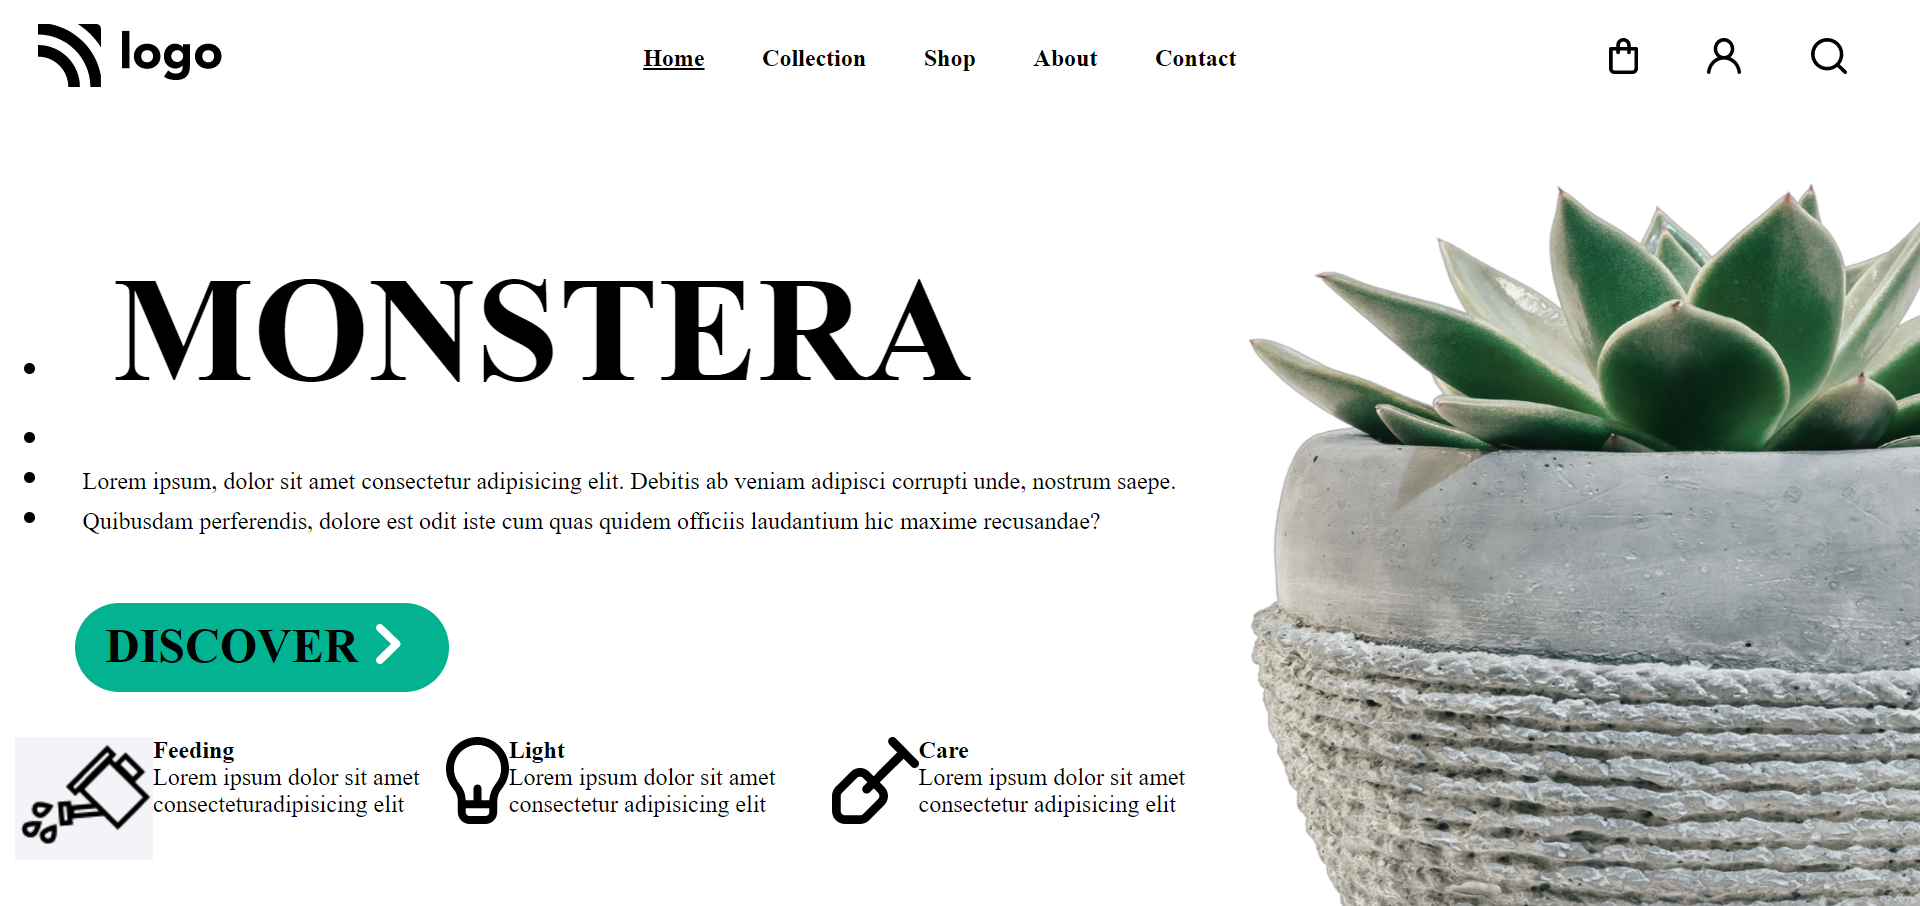 logo
Home Collection Shop About Contact
MONSTERA
Lorem ipsum, dolor sit amet consectetur adipisicing elit. Debitis ab veniam adipisci corrupti unde, nostrum saepe.
Quibusdam perferendis, dolore est odit iste cum quas quidem officiis laudantium hic maxime recusandae?
DISCOVER
Feeding
Lorem ipsum dolor sit amet
consecteturadipisicing elit
Light
Lorem ipsum dolor sit amet
consectetur adipisicing elit
Care
Lorem ipsum dolor sit amet
consectetur adipisicing elit